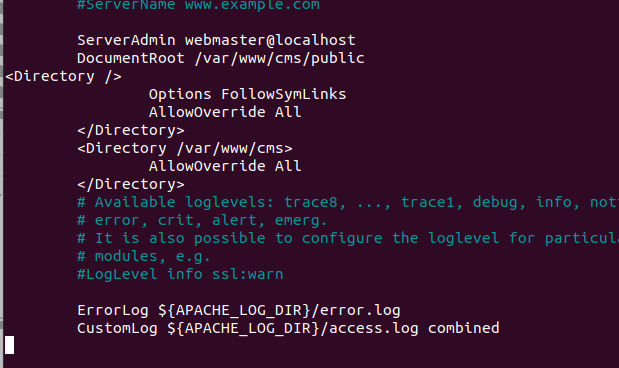 #ServerName www.example.com
ServerAdmin webmaster@localhost
DocumentRoot /var/www/cms/public
<Directory />
Options FollowSymLinks
AllowOverride All
</Directory>
<Directory /var/www/cms>
AllowOverride All
</Directory>
# Available loglevels: trace8, ..., trace1, debug, info,
# error, crit, alert, emerg.
# It is also possible to configure the loglevel for
# modules, e.g.
#LogLevel info ssl:warn
ErrorLog ${APACHE_LOG_DIR}/error.log
CustomLog ${APACHE_LOG_DIR}/access.log combined